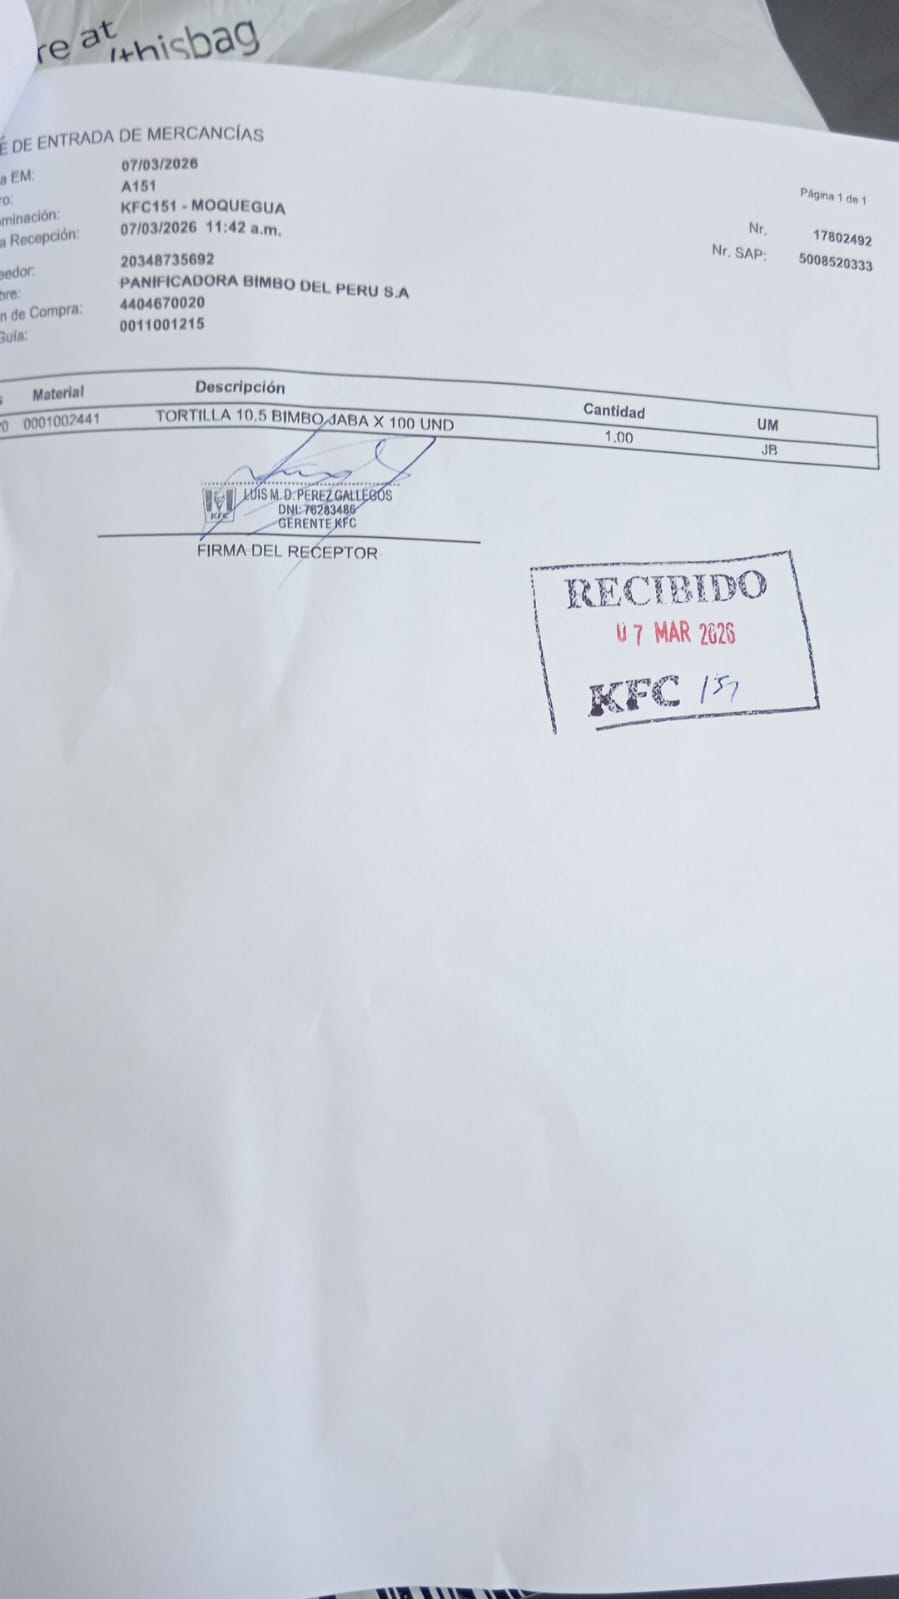 re at
/thisbag
É DE ENTRADA DE MERCANCÍAS
Página 1 de 1
a EM: 07/03/2026
ro: A151
minación: KFC151 - MOQUEGUA
Nr. 17802492
a Recepción: 07/03/2026 11:42 a.m.
Nr. SAP: 5008520333
eedor: 20348735692
bre: PANIFICADORA BIMBO DEL PERU S.A
n de Compra: 4404670020
Guía: 0011001215
s Material Descripción Cantidad UM
0 0001002441 TORTILLA 10.5 BIMBO JABA X 100 UND 1.00 JB
LUIS M. D. PEREZ GALLEGOS
DNI: 76283486
KFC GERENTE KFC
FIRMA DEL RECEPTOR
RECIBIDO
07 MAR 2026
KFC 151